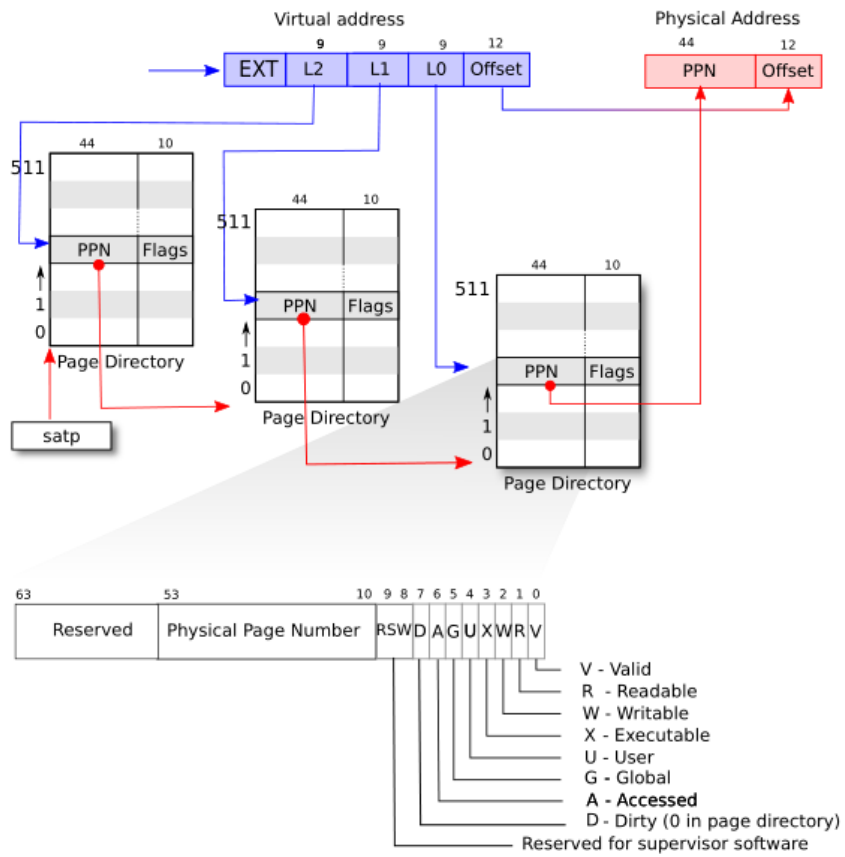 Virtual address
Physical Address
9 9 9 12
44 12
EXT L2 L1 L0 Offset
PPN Offset
44 10
511
PPN Flags
1
0
Page Directory
satp
44 10
511
PPN Flags
1
0
Page Directory
44 10
511
PPN Flags
1
0
Page Directory
63 53 10 9 8 7 6 5 4 3 2 1 0
Reserved Physical Page Number RSW D A G U X W R V
V - Valid
R - Readable
W - Writable
X - Executable
U - User
G - Global
A - Accessed
D - Dirty (0 in page directory)
Reserved for supervisor software